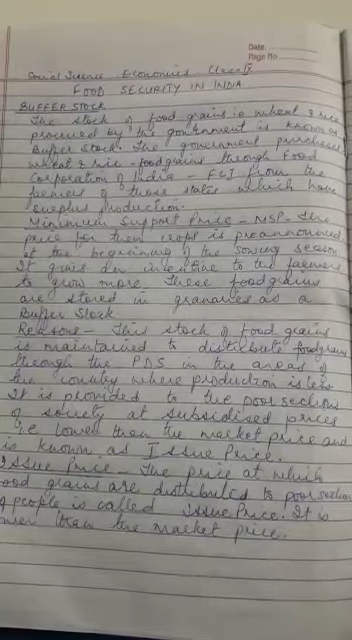 Date
Page No
Social Science Economics Class IX
FOOD SECURITY IN INDIA
BUFFER STOCK
The stock of food grains ie wheat & rice
procured by the government is known as
Buffer Stock. The government purchases
wheat & rice foodgrains through Food
Corporation of India - FCI from the
farmers of those states which have
surplus production.
Minimum Support Price - MSP - The
price for their crops is preannounced
at the beginning of the sowing season
It gives an incentive to the farmers
to grow more. These foodgrains
are stored in granaries as a
Buffer Stock
Reasons - This stock of food grains
is maintained to distribute foodgrains
through the PDS in the areas of
the country where production is less
It is provided to the poor sections
of society at subsidised prices
ie lower than the market price and
is known as Issue Price.
Issue Price - The price at which
food grains are distributed to poor section
of people is called Issue Price. It is
lower than the market price.